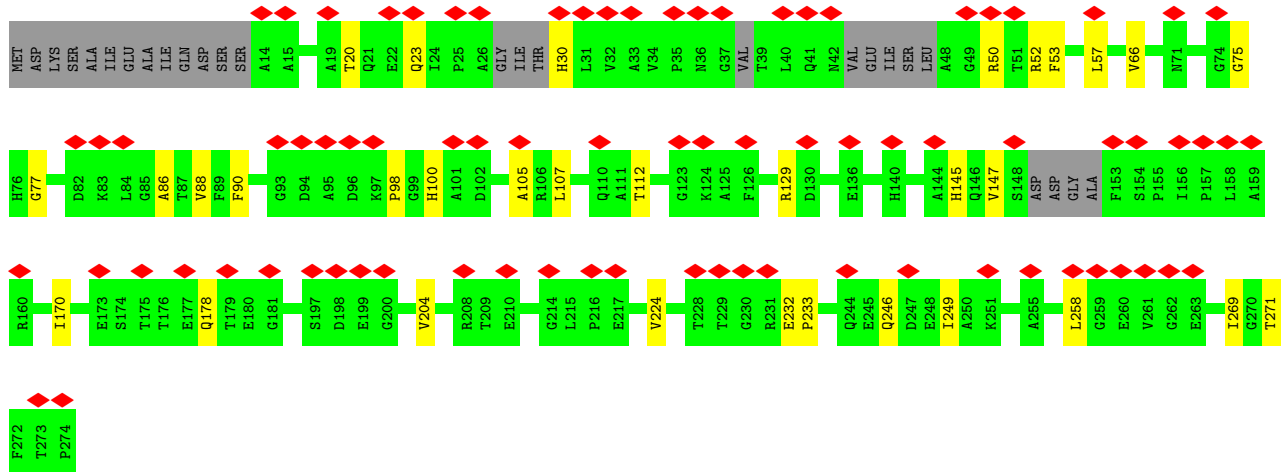 MET ASP LYS SER ALA ILE GLU ALA ILE GLN ASP SER SER A14 A15 A19 T20 Q21 E22 Q23 I24 P25 A26 GLY ILE THR H30 L31 V32 A33 V34 P35 N36 G37 VAL T39 L40 Q41 N42 VAL GLU ILE SER LEU A48 G49 R50 T51 R52 F53 L57 V66 N71 G74 G75
H76 G77 D82 K83 L84 G85 A86 T87 V88 F89 F90 G93 D94 A95 D96 K97 P98 G99 H100 A101 D102 A105 R106 L107 Q110 A111 T112 G123 K124 A125 F126 R129 D130 E136 H140 A144 H145 Q146 V147 S148 ASP ASP GLY ALA F153 S154 P155 I156 P157 L158 A159
R160 I170 E173 S174 T175 T176 E177 Q178 T179 E180 G181 S197 D198 E199 G200 V204 R208 T209 E210 G214 L215 P216 E217 V224 T228 T229 G230 R231 E232 P233 Q244 E245 Q246 D247 E248 I249 A250 K251 A255 L258 G259 E260 V261 G262 E263 I269 G270 T271
F272 T273 P274